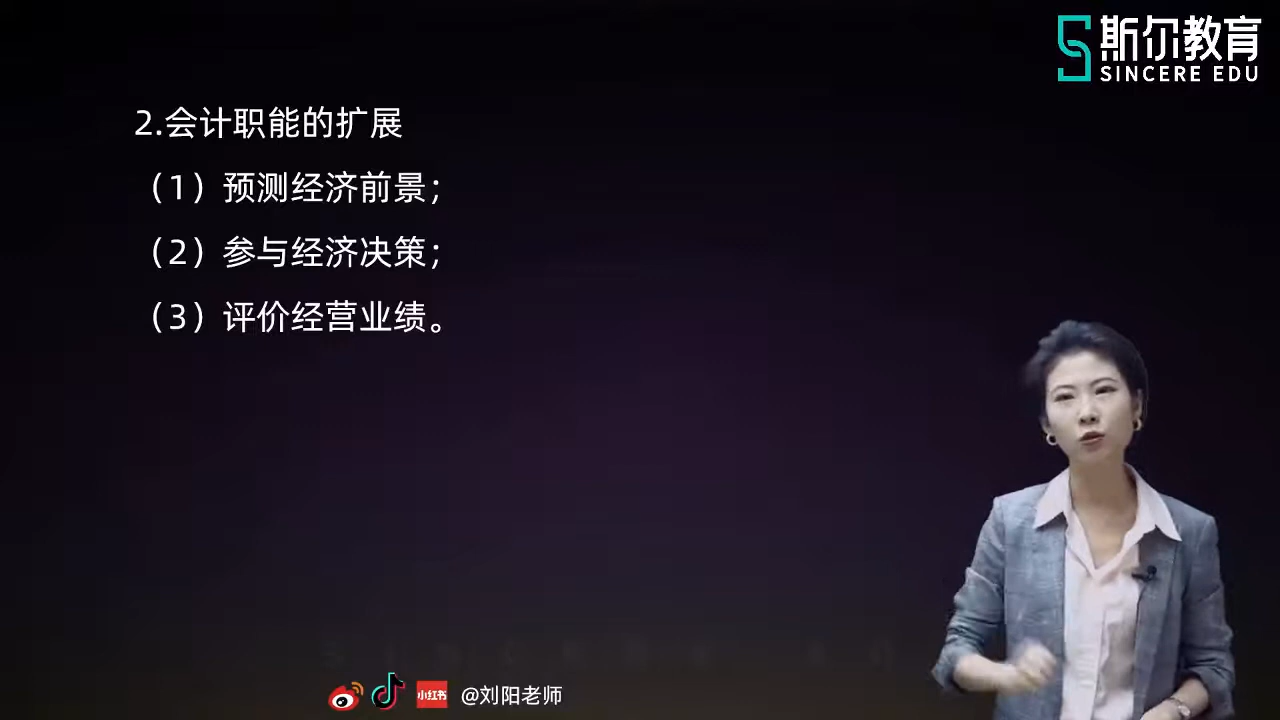 斯尔教育
SINCERE EDU
2.会计职能的扩展
（1）预测经济前景；
（2）参与经济决策；
（3）评价经营业绩。
小红书 @刘阳老师